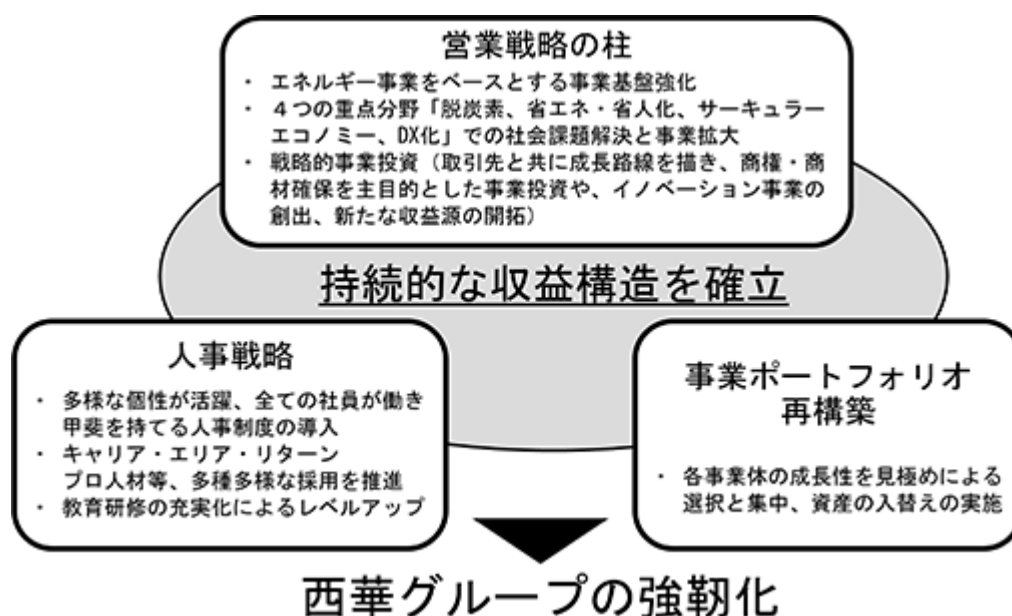 営業戦略の柱
・ エネルギー事業をベースとする事業基盤強化
・ 4つの重点分野「脱炭素、省エネ・省人化、サーキュラー
エコノミー、DX化」での社会課題解決と事業拡大
・ 戦略的事業投資（取引先と共に成長路線を描き、商権・商
材確保を主目的とした事業投資や、イノベーション事業の
創出、新たな収益源の開拓）
持続的な収益構造を確立
人事戦略
・ 多様な個性が活躍、全ての社員が働き
甲斐を持てる人事制度の導入
・ キャリア・エリア・リターン
プロ人材等、多種多様な採用を推進
・ 教育研修の充実化によるレベルアップ
事業ポートフォリオ
再構築
・ 各事業体の成長性を見極めによる
選択と集中、資産の入替えの実施
西華グループの強靭化